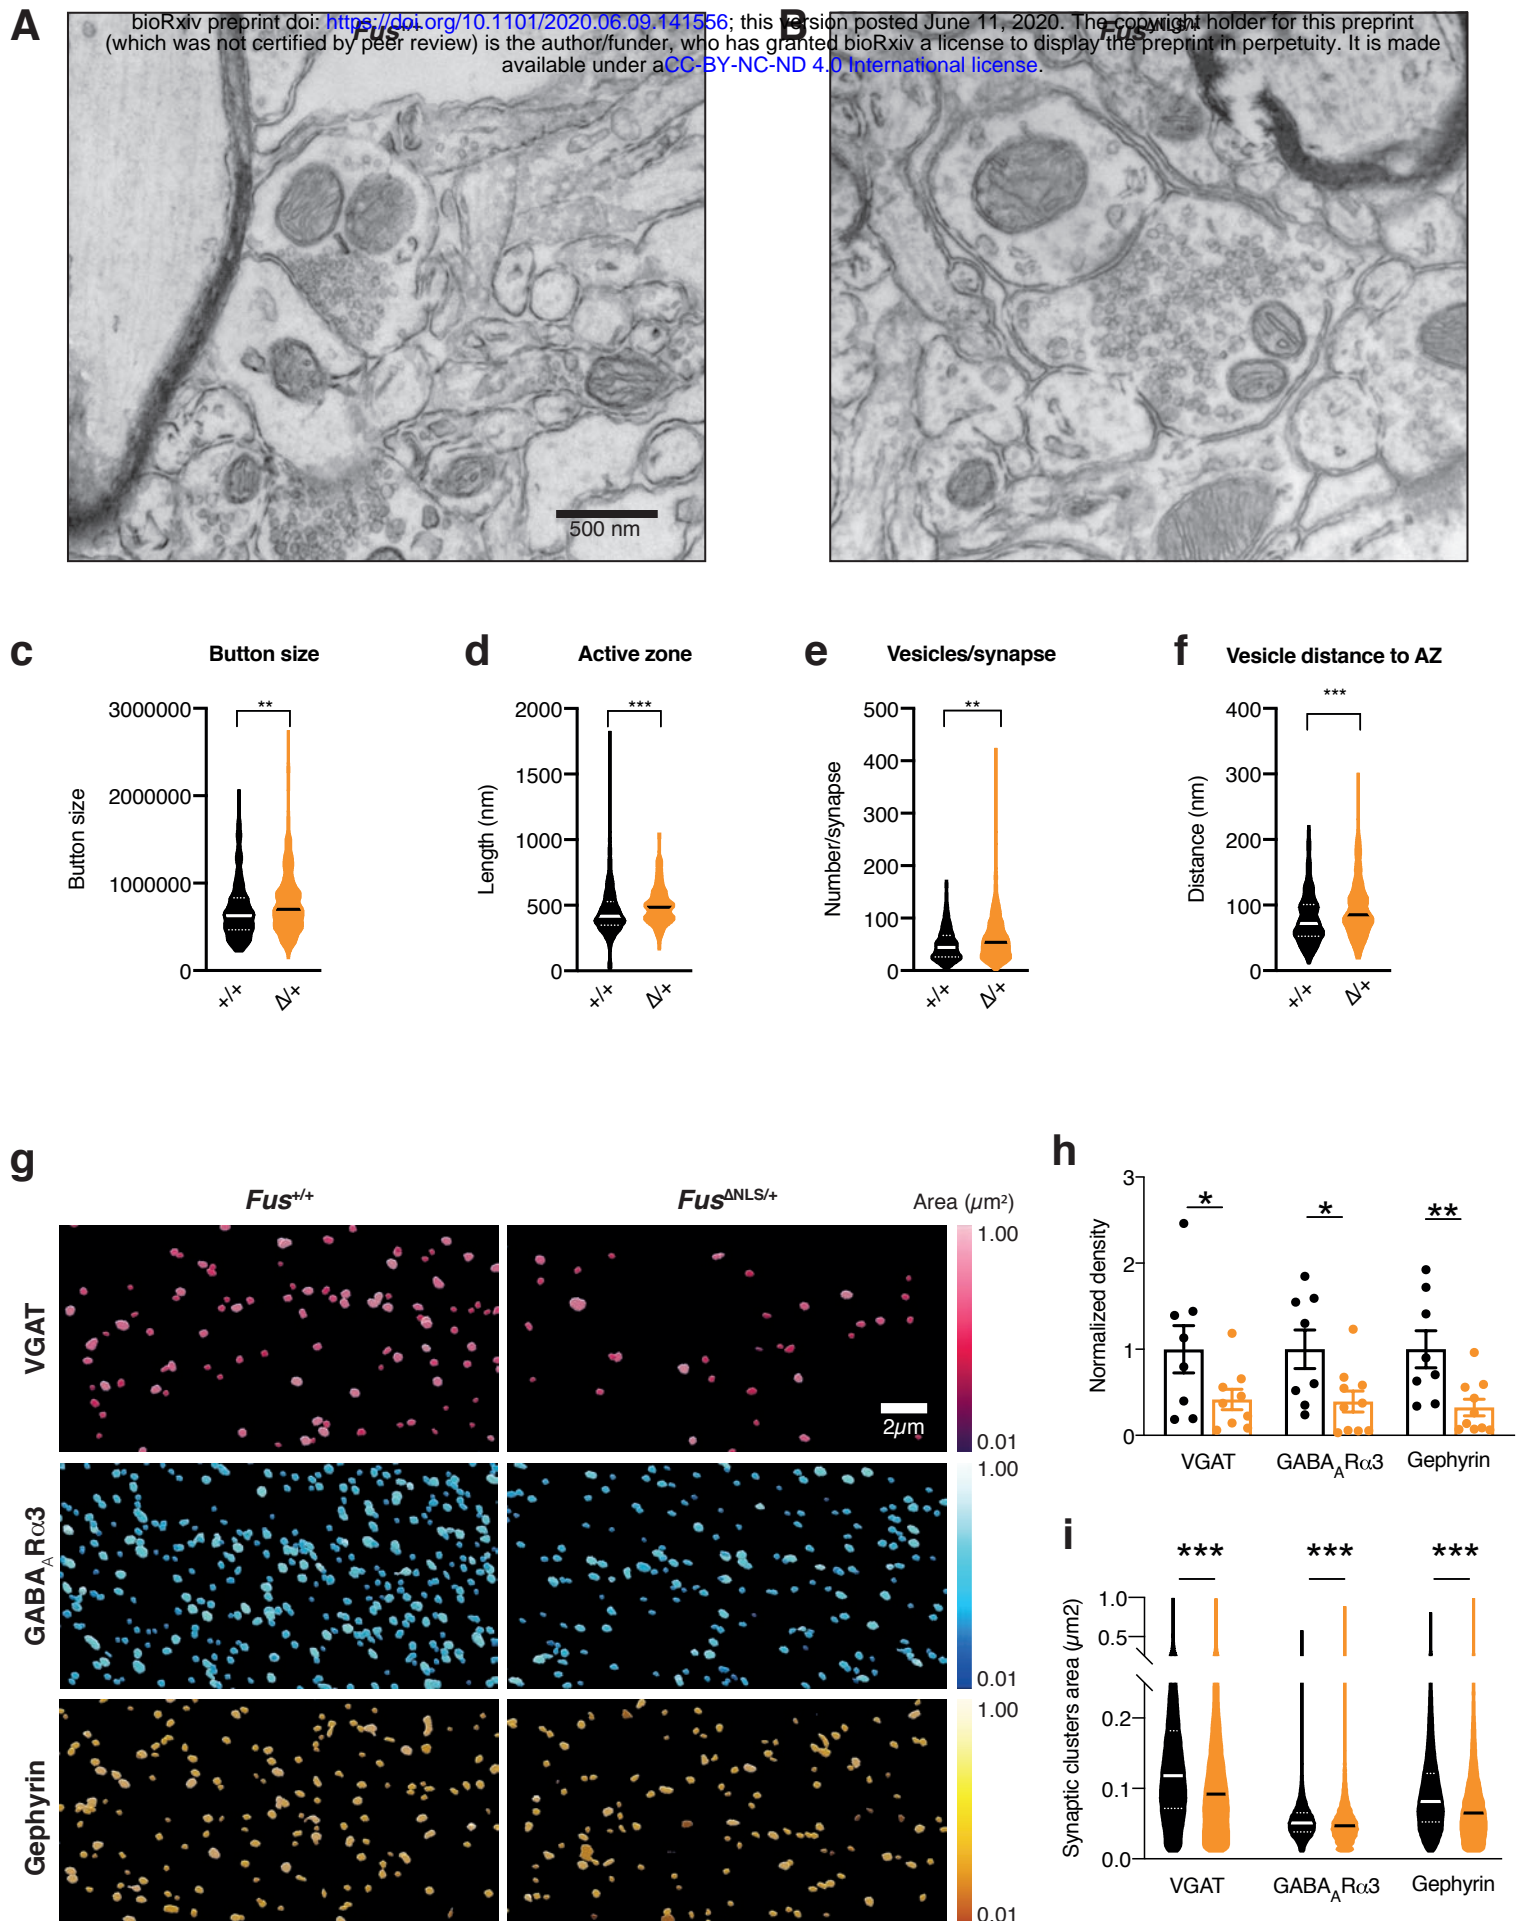 bioRxiv preprint doi: https://doi.org/10.1101/2020.06.09.141556; this version posted June 11, 2020. The copyright holder for this preprint
(which was not certified by peer review) is the author/funder, who has granted bioRxiv a license to display the preprint in perpetuity. It is made
available under aCC-BY-NC-ND 4.0 International license.
A
Fus+/+
B
FusΔNLS/+
500 nm
c
Button size
3000000
2000000
1000000
0
Button size
**
+/+
Δ/+
d
Active zone
2000
1500
1000
500
0
Length (nm)
***
+/+
Δ/+
e
Vesicles/synapse
500
400
300
200
100
0
Number/synapse
**
+/+
Δ/+
f
Vesicle distance to AZ
400
300
200
100
0
Distance (nm)
***
+/+
Δ/+
g
Fus+/+
FusΔNLS/+
Area (µm²)
VGAT
1.00
0.01
2µm
GABAARα3
1.00
0.01
Gephyrin
1.00
0.01
h
3
2
1
0
Normalized density
*
*
**
VGAT
GABAARα3
Gephyrin
i
***
***
***
1.0
0.5
0.2
0.1
0.0
Synaptic clusters area (µm2)
VGAT
GABAARα3
Gephyrin